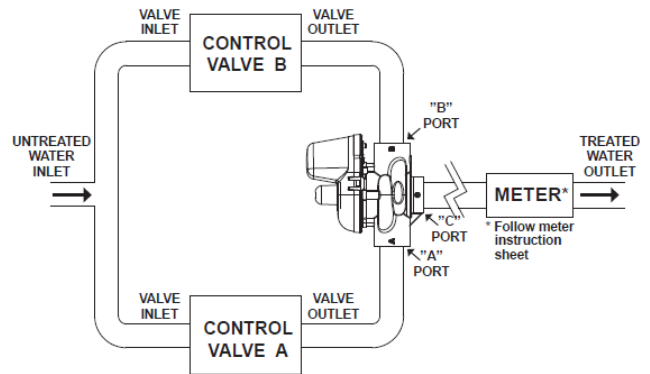 VALVE
INLET
CONTROL
VALVE B
VALVE
OUTLET
"B"
PORT
UNTREATED
WATER
INLET
TREATED
WATER
OUTLET
B
C
A
METER*
"C"
PORT
* Follow meter
instruction
sheet
"A"
PORT
VALVE
INLET
CONTROL
VALVE A
VALVE
OUTLET